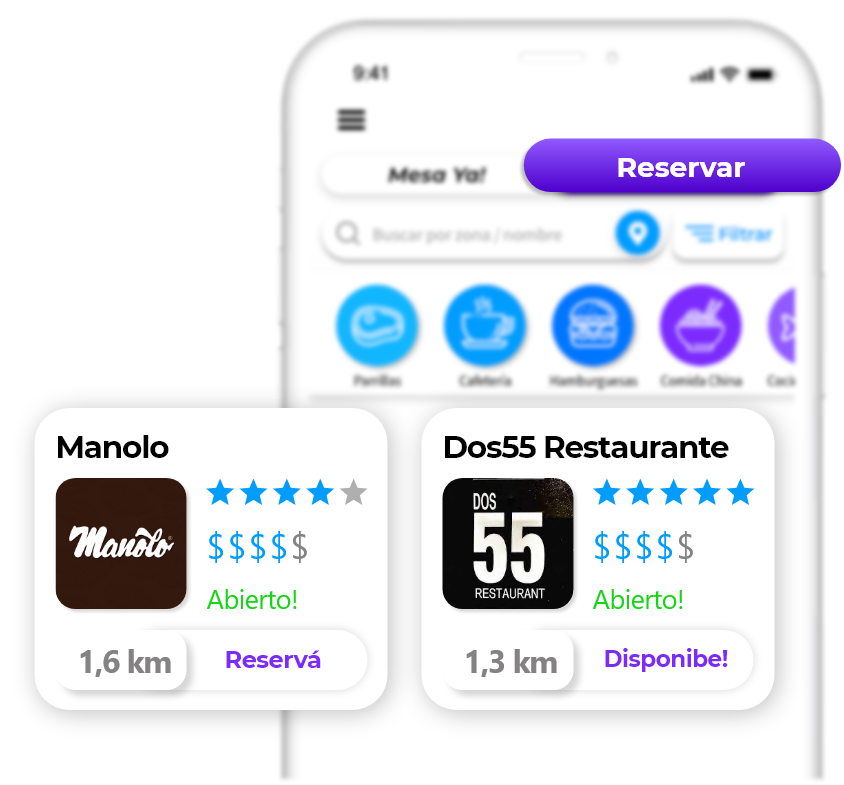 9:41
Mesa Ya!
Reservar
Buscar por zona / nombre
Filtrar
Parrillas
Cafetería
Hamburguesas
Comida China
Coci
Manolo
Manolo
$$$$$
Abierto!
1,6 km
Reservá
Dos55 Restaurante
DOS
55
RESTAURANT
$$$$$
Abierto!
1,3 km
Disponibe!